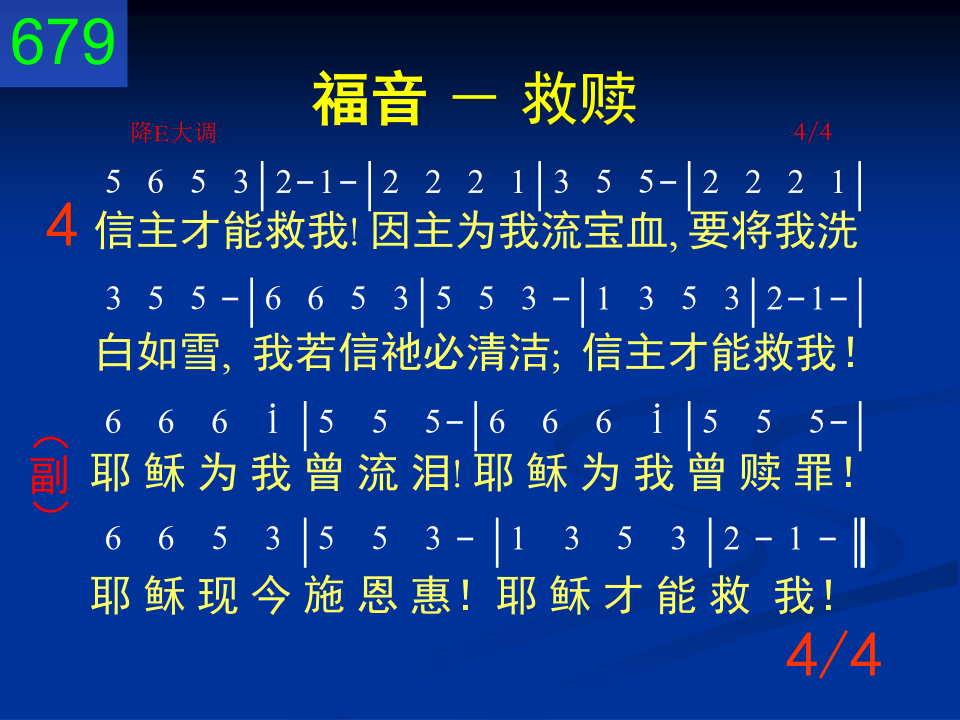 679
福音 － 救赎
降E大调 4/4
5 6 5 3|2-1-|2 2 2 1|3 5 5-|2 2 2 1|
4 信主才能救我! 因主为我流宝血, 要将我洗
3 5 5 -|6 6 5 3|5 5 3 -|1 3 5 3|2-1-|
白如雪, 我若信祂必清洁; 信主才能救我!
6 6 6 i̇|5 5 5-|6 6 6 i̇|5 5 5-|
(副) 耶稣为我曾流泪! 耶稣为我曾赎罪!
6 6 5 3|5 5 3 -|1 3 5 3|2 - 1 -‖
耶稣现今施恩惠! 耶稣才能救 我!
4/4